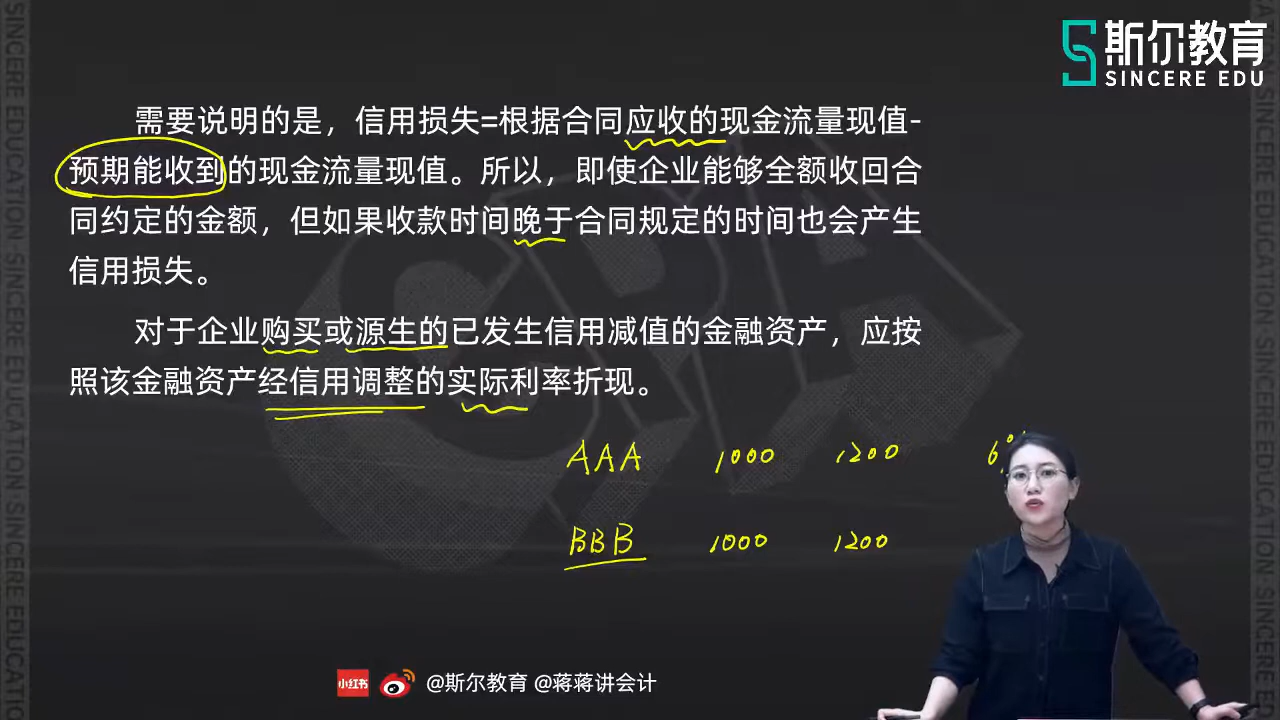 斯尔教育
SINCERE EDU
需要说明的是，信用损失=根据合同应收的现金流量现值-
预期能收到的现金流量现值。所以，即使企业能够全额收回合
同约定的金额，但如果收款时间晚于合同规定的时间也会产生
信用损失。
对于企业购买或源生的已发生信用减值的金融资产，应按
照该金融资产经信用调整的实际利率折现。
AAA 1000 1200 6%
BBB 1000 1200
小红书 @斯尔教育 @蒋蒋讲会计